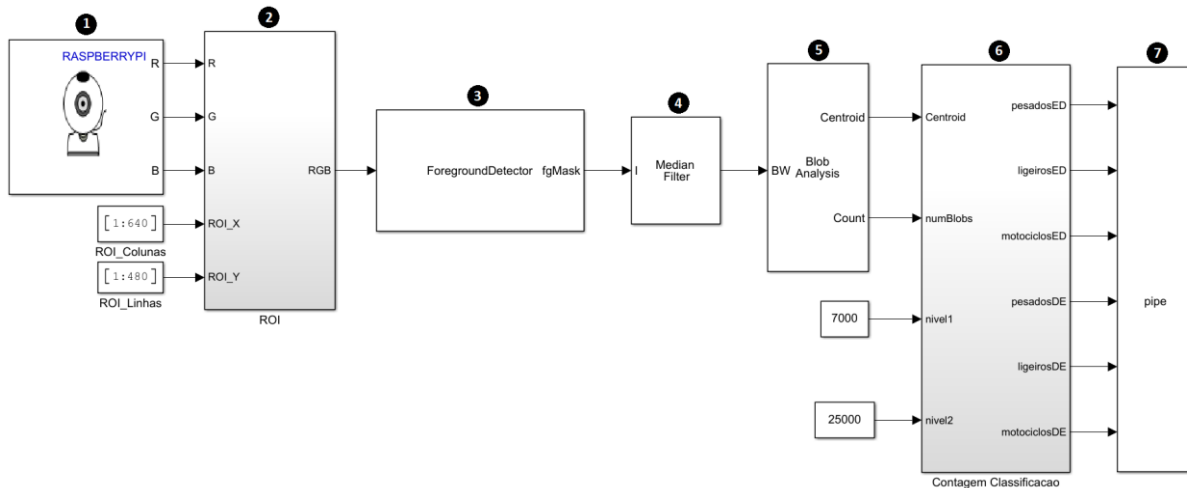 1
RASPBERRYPI
R
G
B
[1:640]
ROI_Colunas
[1:480]
ROI_Linhas
2
R
G
B
ROI_X
ROI_Y
RGB
ROI
3
ForegroundDetector
fgMask
4
I
Median
Filter
5
Centroid
BW
Blob
Analysis
Count
7000
25000
6
Centroid
numBlobs
nivel1
nivel2
pesadosED
ligeirosED
motociclosED
pesadosDE
ligeirosDE
motociclosDE
Contagem Classificacao
7
pipe